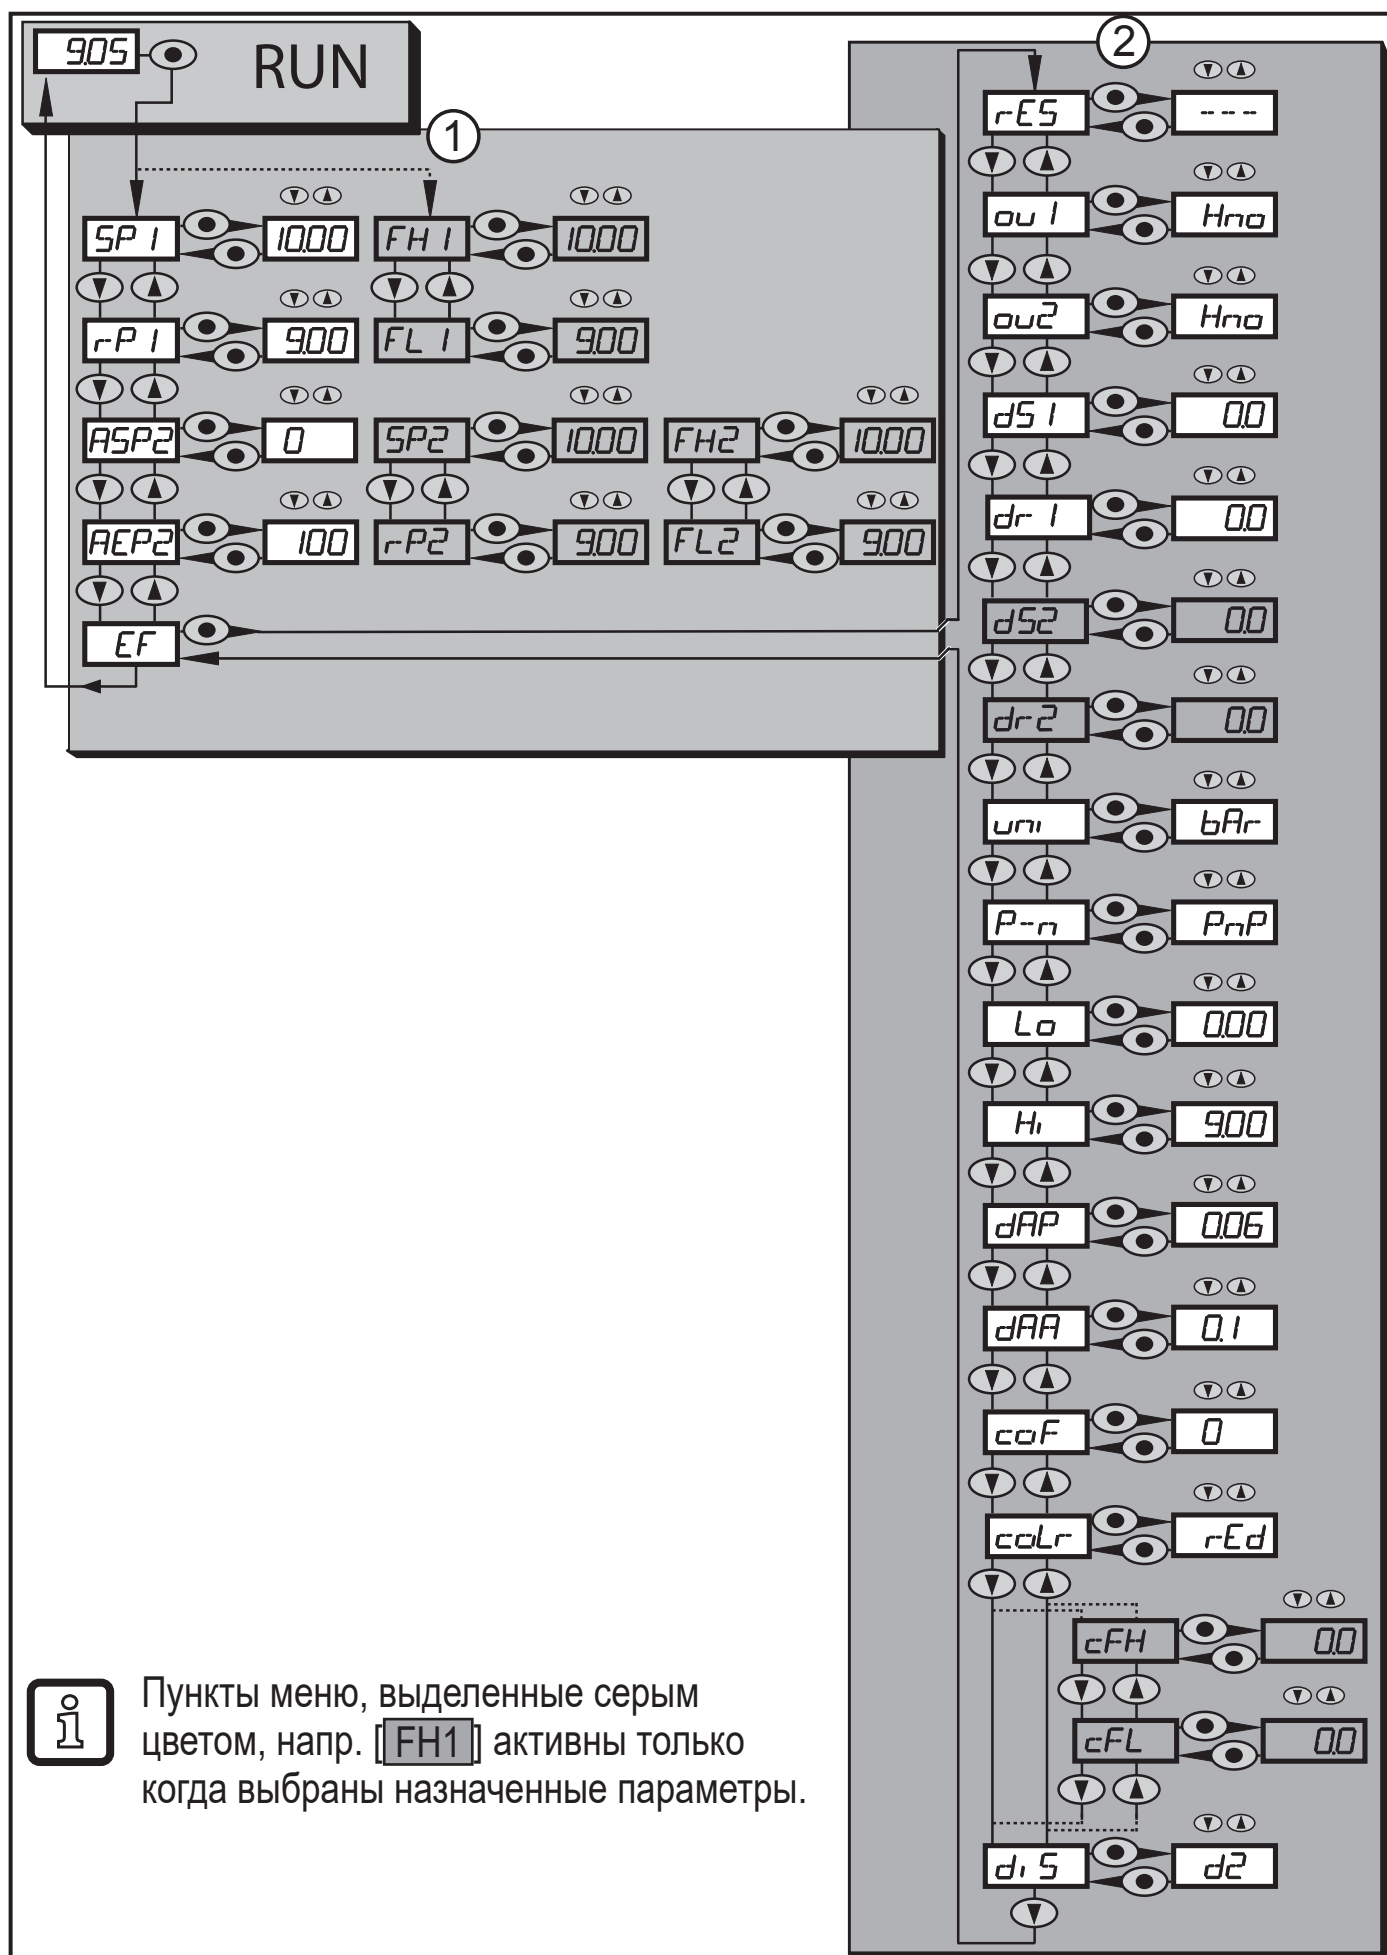 9.05
RUN
1
SP1 10.00 FH1 10.00
rP1 9.00 FL1 9.00
ASP2 0 SP2 10.00 FH2 10.00
AEP2 100 rP2 9.00 FL2 9.00
EF
2
rES ---
ou1 Hno
ou2 Hno
dS1 0.0
dr1 0.0
dS2 0.0
dr2 0.0
uni bAr
P-n PnP
Lo 0.00
Hi 9.00
dAP 0.06
dAA 0.1
coF 0
coLr rEd
cFH 0.0
cFL 0.0
diS d2
Пункты меню, выделенные серым
цветом, напр. [FH1] активны только
когда выбраны назначенные параметры.